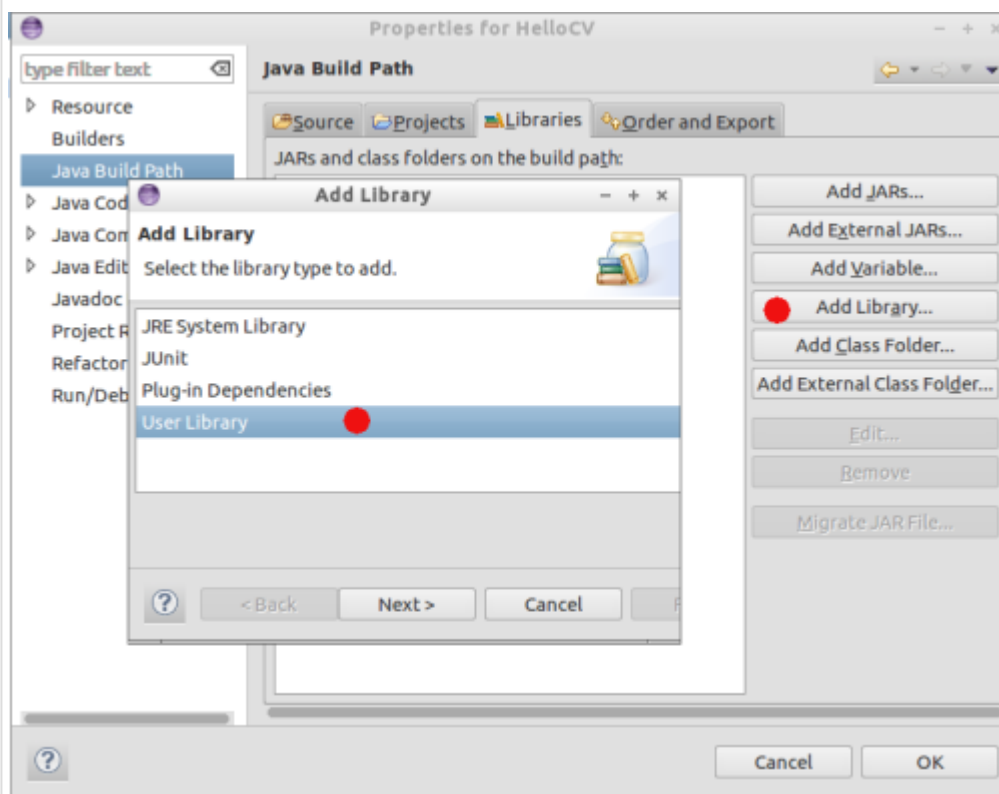 Properties for HelloCV
type filter text
Resource
Builders
Java Build Path
Java Cod
Java Com
Java Edit
Javadoc
Project R
Refactor
Run/Deb
Java Build Path
Source Projects Libraries Order and Export
JARs and class folders on the build path:
Add JARs...
Add External JARs...
Add Variable...
Add Library...
Add Class Folder...
Add External Class Folder...
Edit...
Remove
Migrate JAR File...
Add Library
Add Library
Select the library type to add.
JRE System Library
JUnit
Plug-in Dependencies
User Library
< Back Next > Cancel F
Cancel OK